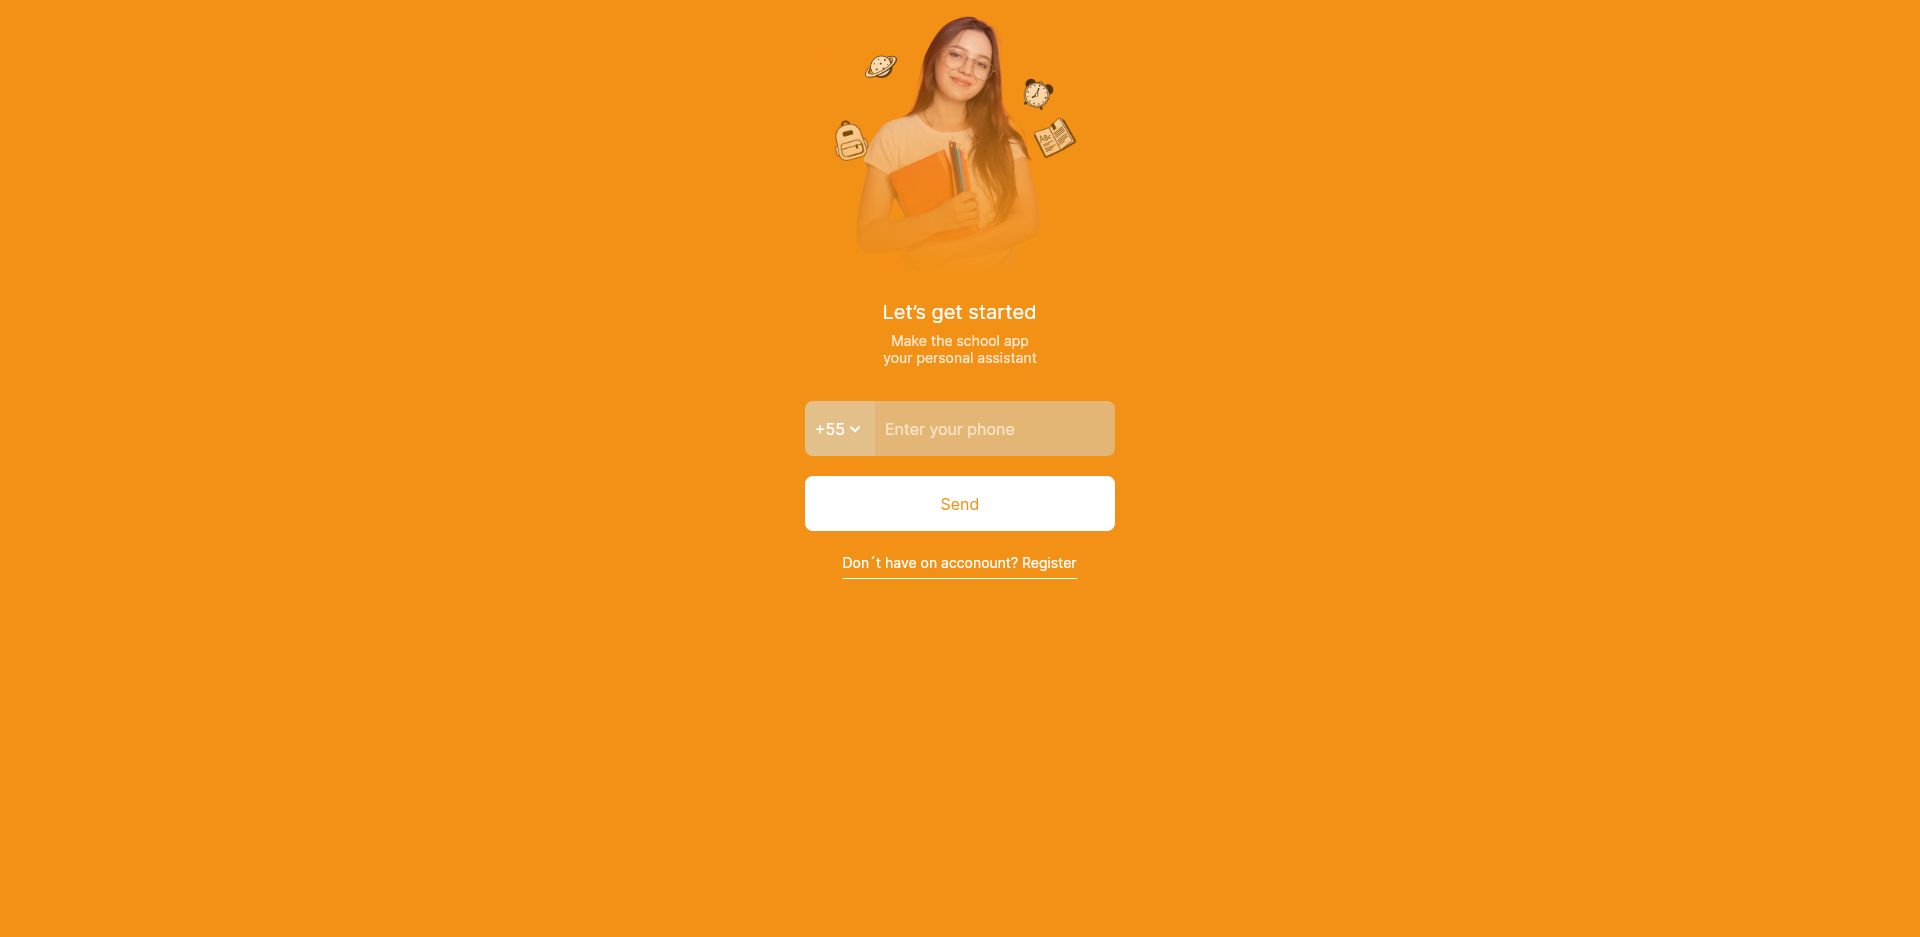 Let’s get started
Make the school app
your personal assistant
+55
Enter your phone
Send
Don´t have on acconount? Register